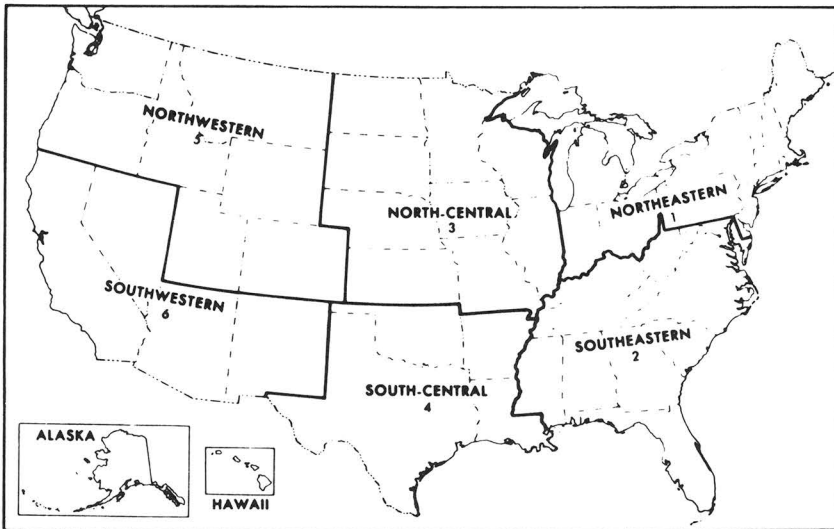 NORTHWESTERN
5
NORTH-CENTRAL
3
NORTHEASTERN
1
SOUTHWESTERN
6
SOUTHEASTERN
2
SOUTH-CENTRAL
4
ALASKA
HAWAII